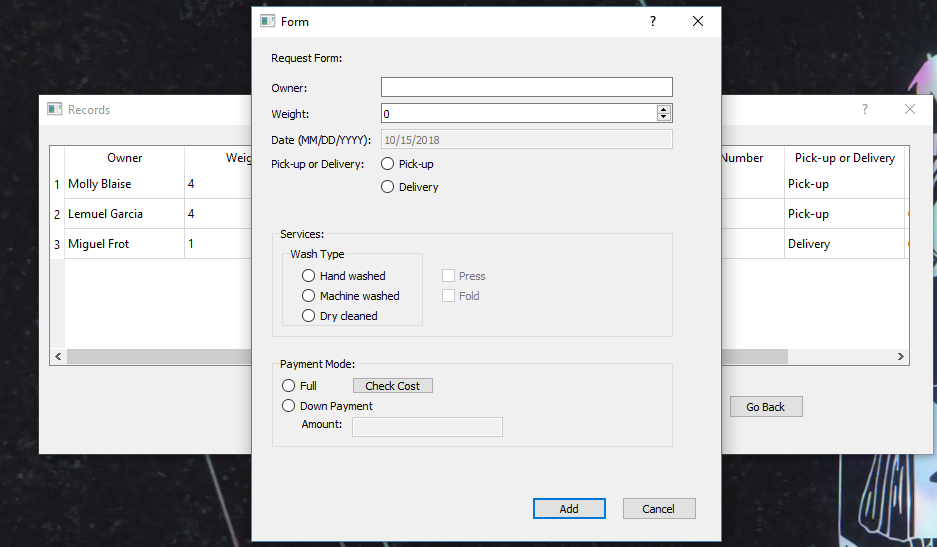 Form
?
Request Form:
Owner:
Weight: 0
Date (MM/DD/YYYY): 10/15/2018
Pick-up or Delivery: Pick-up
Delivery
Services:
Wash Type
Hand washed Press
Machine washed Fold
Dry cleaned
Payment Mode:
Full Check Cost
Down Payment
Amount:
Add Cancel
Records ?
Owner Number Pick-up or Delivery
1 Molly Blaise 4 Pick-up
2 Lemuel Garcia 4 Pick-up
3 Miguel Frot 1 Delivery
Go Back